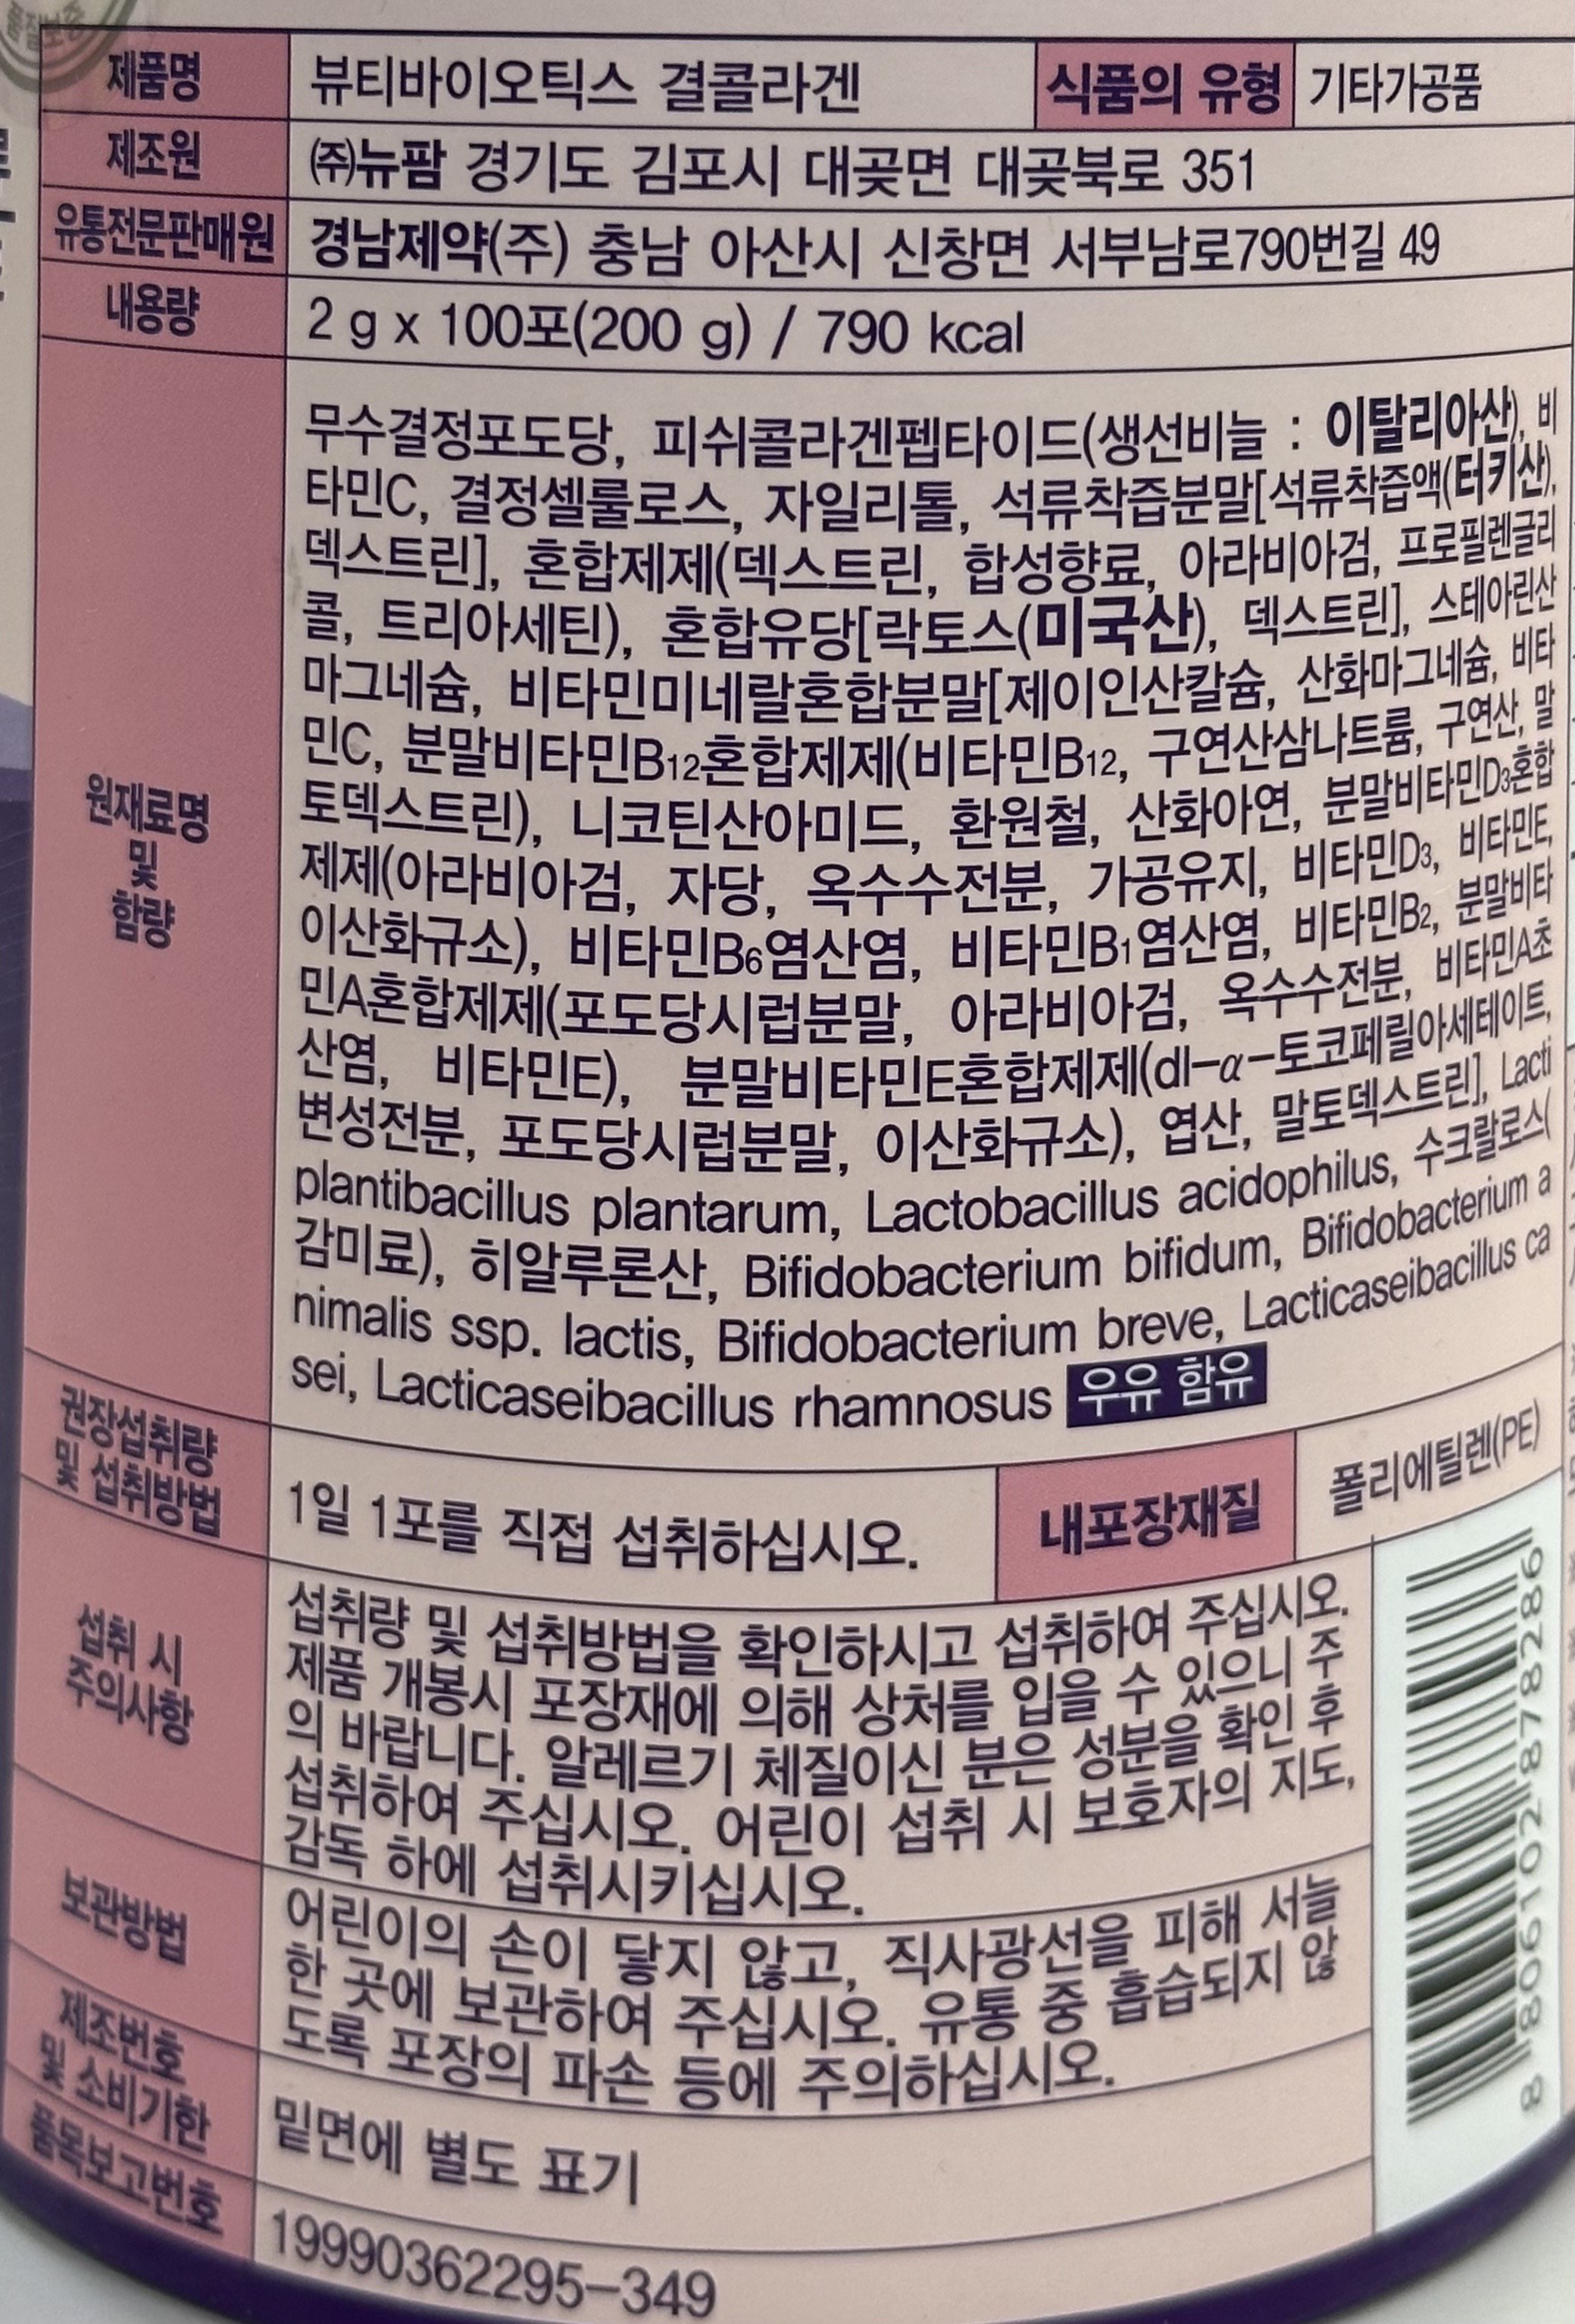 품질보증
제품명 뷰티바이오틱스 결콜라겐 식품의 유형 기타가공품
제조원 ㈜뉴팜 경기도 김포시 대곶면 대곶북로 351
유통전문판매원 경남제약(주) 충남 아산시 신창면 서부남로790번길 49
내용량 2 g x 100포(200 g) / 790 kcal
원재료명
및
함량
무수결정포도당, 피쉬콜라겐펩타이드(생선비늘 : 이탈리아산), 비
타민C, 결정셀룰로스, 자일리톨, 석류착즙분말[석류착즙액(터키산),
덱스트린], 혼합제제(덱스트린, 합성향료, 아라비아검, 프로필렌글리
콜, 트리아세틴), 혼합유당[락토스(미국산), 덱스트린], 스테아린산
마그네슘, 비타민미네랄혼합분말[제이인산칼슘, 산화마그네슘, 비타
민C, 분말비타민B12혼합제제(비타민B12, 구연산삼나트륨, 구연산, 말
토덱스트린), 니코틴산아미드, 환원철, 산화아연, 분말비타민D3혼합
제제(아라비아검, 자당, 옥수수전분, 가공유지, 비타민D3, 비타민E,
이산화규소), 비타민B6염산염, 비타민B1염산염, 비타민B2, 분말비타
민A혼합제제(포도당시럽분말, 아라비아검, 옥수수전분, 비타민A초
산염, 비타민E), 분말비타민E혼합제제(dl-α-토코페릴아세테이트,
변성전분, 포도당시럽분말, 이산화규소), 엽산, 말토덱스트린], Lacti
plantibacillus plantarum, Lactobacillus acidophilus, 수크랄로스(
감미료), 히알루론산, Bifidobacterium bifidum, Bifidobacterium a
nimalis ssp. lactis, Bifidobacterium breve, Lacticaseibacillus ca
sei, Lacticaseibacillus rhamnosus 우유 함유
권장섭취량
및 섭취방법
1일 1포를 직접 섭취하십시오. 내포장재질 폴리에틸렌(PE)
섭취 시
주의사항
섭취량 및 섭취방법을 확인하시고 섭취하여 주십시오.
제품 개봉시 포장재에 의해 상처를 입을 수 있으니 주
의 바랍니다. 알레르기 체질이신 분은 성분을 확인 후
섭취하여 주십시오. 어린이 섭취 시 보호자의 지도,
감독 하에 섭취시키십시오.
보관방법
어린이의 손이 닿지 않고, 직사광선을 피해 서늘
한 곳에 보관하여 주십시오. 유통 중 흡습되지 않
도록 포장의 파손 등에 주의하십시오.
제조번호
및 소비기한
밑면에 별도 표기
품목보고번호 19990362295-349
8 806102 878286